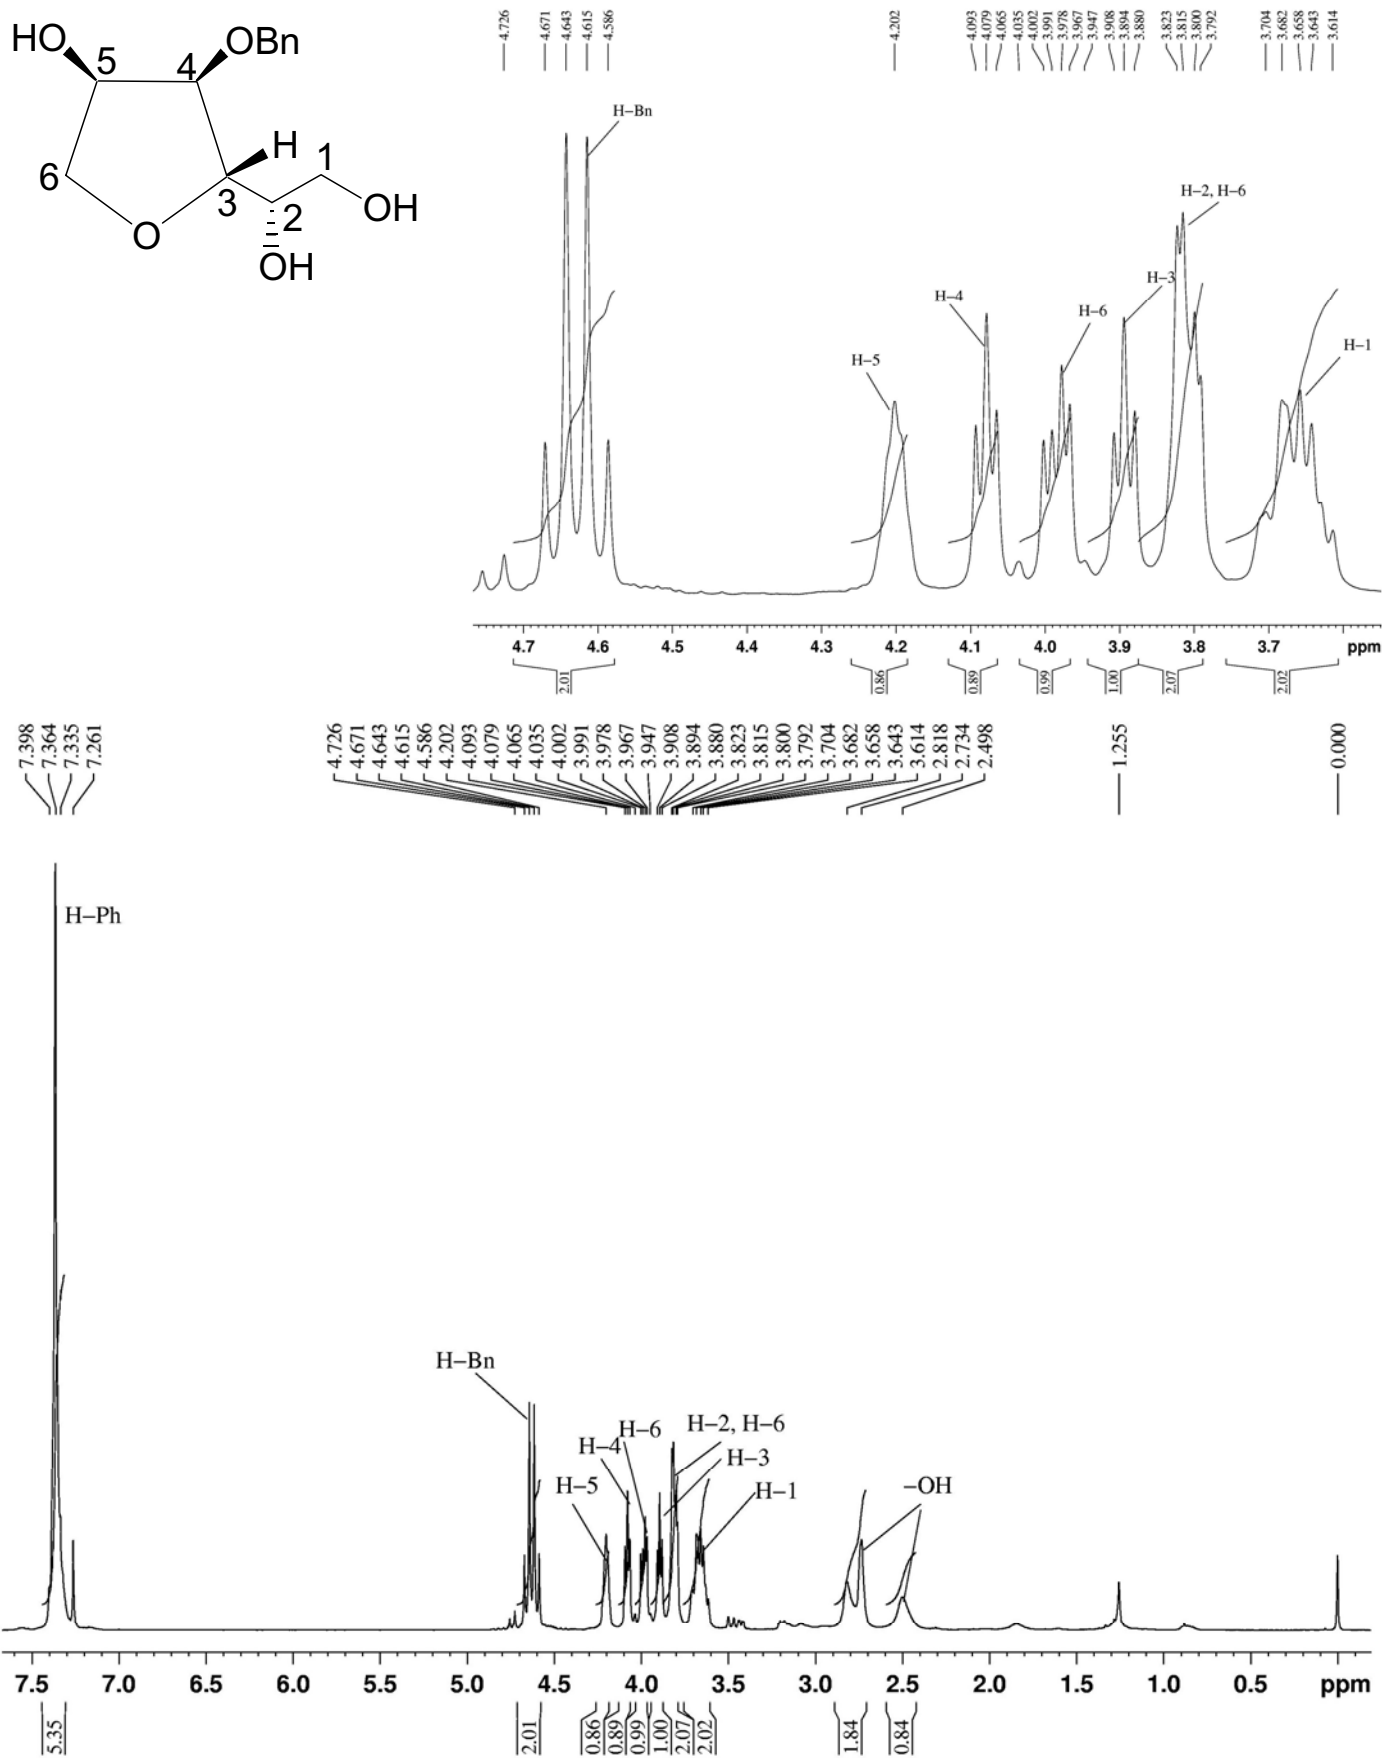 HO
OBn
5
4
H
1
6
3
2
OH
O
OH
4.726
4.671
4.643
4.615
4.586
4.202
4.093
4.079
4.065
4.035
4.002
3.991
3.978
3.967
3.947
3.908
3.894
3.880
3.823
3.815
3.800
3.792
3.704
3.682
3.658
3.643
3.614
H–Bn
H–2, H–6
H–3
H–4
H–6
H–1
H–5
4.7 4.6 4.5 4.4 4.3 4.2 4.1 4.0 3.9 3.8 3.7 ppm
2.01 0.86 0.89 0.99 1.00 2.07 2.02
7.398
7.364
7.335
7.261
4.726
4.671
4.643
4.615
4.586
4.202
4.093
4.079
4.065
4.035
4.002
3.991
3.978
3.967
3.947
3.908
3.894
3.880
3.823
3.815
3.800
3.792
3.704
3.682
3.658
3.643
3.614
2.818
2.734
2.498
1.255
0.000
H–Ph
H–Bn
H–6
H–2, H–6
H–4
H–3
H–5
H–1
–OH
7.5 7.0 6.5 6.0 5.5 5.0 4.5 4.0 3.5 3.0 2.5 2.0 1.5 1.0 0.5 ppm
5.35 2.01 0.86 0.89 0.99 1.00 2.07 2.02 1.84 0.84